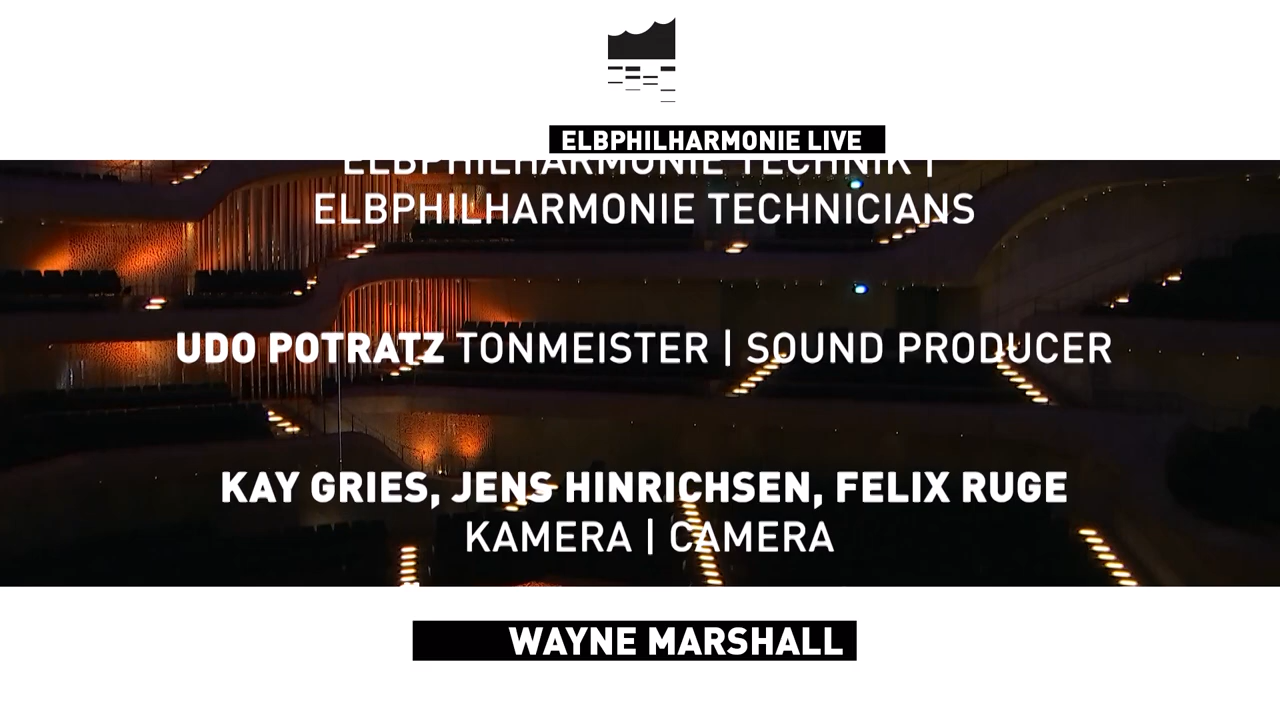 ELBPHILHARMONIE LIVE
ELBPHILHARMONIE TECHNIK |
ELBPHILHARMONIE TECHNICIANS
UDO POTRATZ TONMEISTER | SOUND PRODUCER
KAY GRIES, JENS HINRICHSEN, FELIX RUGE
KAMERA | CAMERA
WAYNE MARSHALL